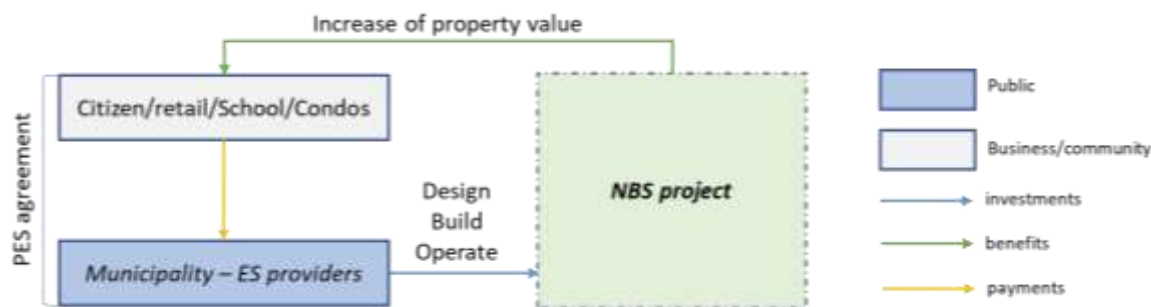 Increase of property value
Citizen/retail/School/Condos
PES agreement
Design
Build
Operate
NBS project
Municipality – ES providers
Public
Business/community
investments
benefits
payments